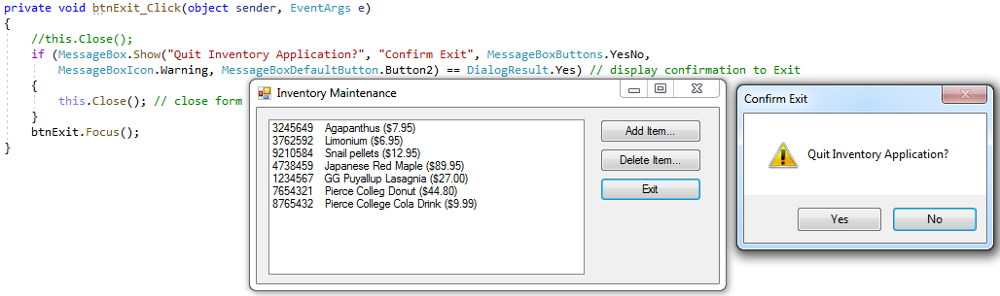 private void btnExit_Click(object sender, EventArgs e)
{
//this.Close();
if (MessageBox.Show("Quit Inventory Application?", "Confirm Exit", MessageBoxButtons.YesNo,
MessageBoxIcon.Warning, MessageBoxDefaultButton.Button2) == DialogResult.Yes) // display confirmation to Exit
{
this.Close(); // close form
}
btnExit.Focus();
}
Inventory Maintenance
3245649 Agapanthus ($7.95)
3762592 Limonium ($6.95)
9210584 Snail pellets ($12.95)
4738459 Japanese Red Maple ($89.95)
1234567 GG Puyallup Lasagnia ($27.00)
7654321 Pierce Colleg Donut ($44.80)
8765432 Pierce College Cola Drink ($9.99)
Add Item...
Delete Item...
Exit
Confirm Exit
Quit Inventory Application?
Yes
No